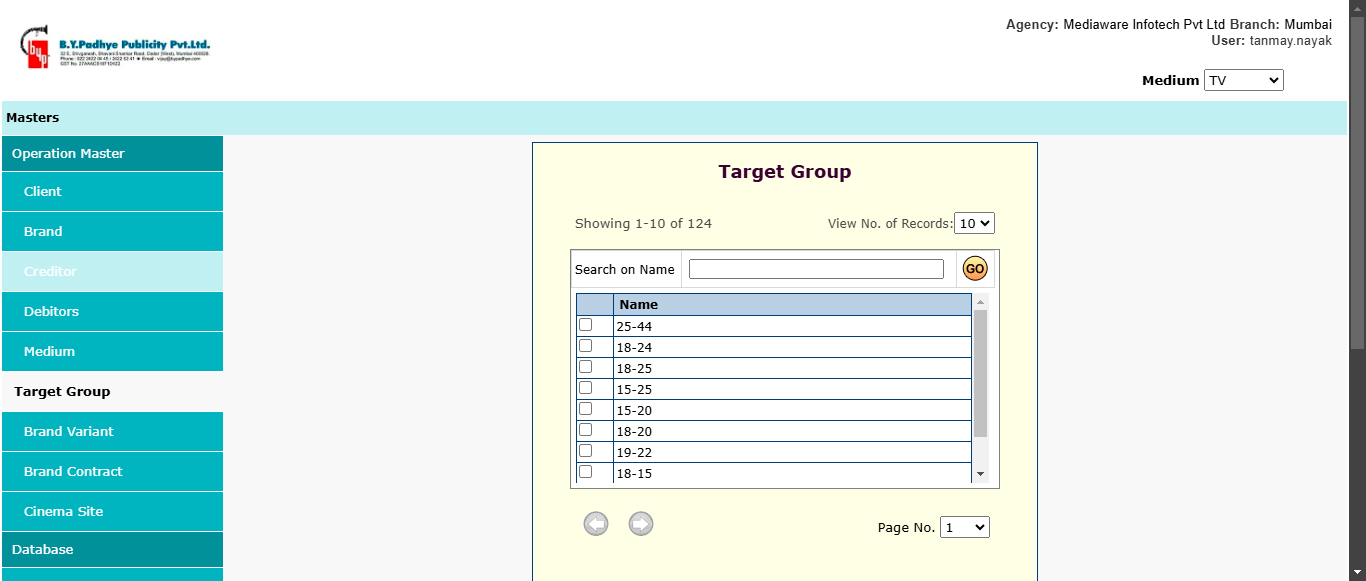 Agency: Mediaware Infotech Pvt Ltd Branch: Mumbai
User: tanmay.nayak
B.Y.Padhye Publicity Pvt.Ltd.
Medium TV
Masters
Operation Master
Client
Brand
Creditor
Debitors
Medium
Target Group
Brand Variant
Brand Contract
Cinema Site
Database
Target Group
Showing 1-10 of 124
View No. of Records: 10
Search on Name
GO
Name
25-44
18-24
18-25
15-25
15-20
18-20
19-22
18-15
Page No. 1